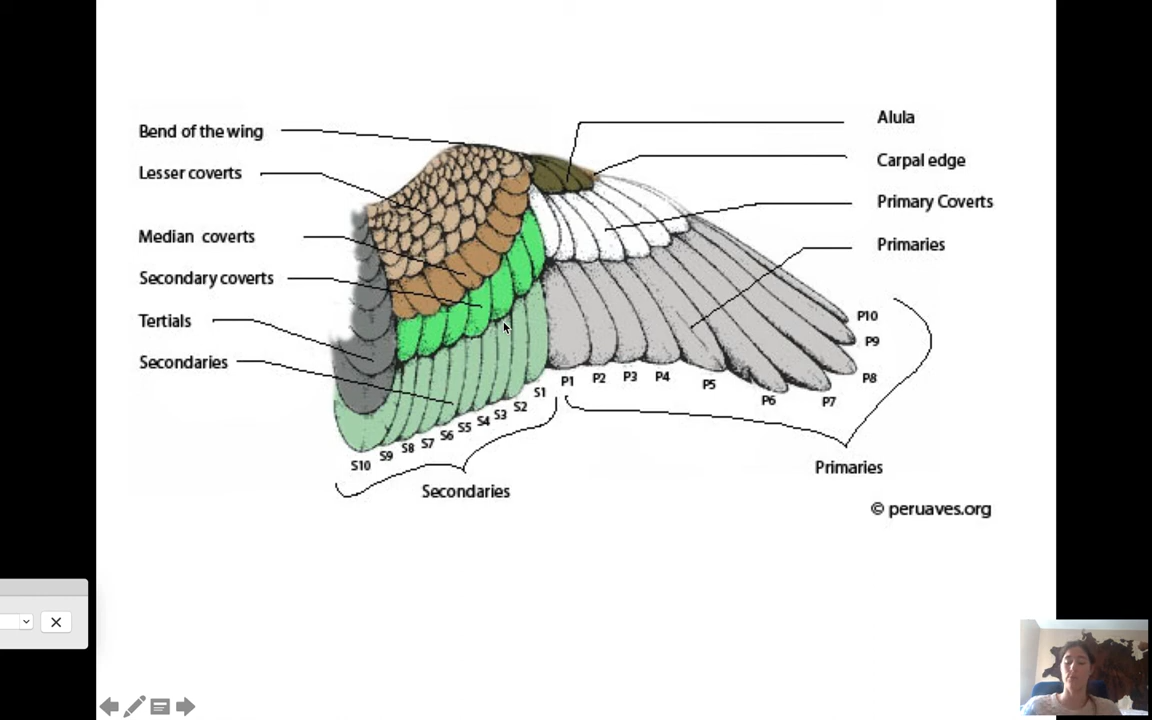 Bend of the wing
Lesser coverts
Median coverts
Secondary coverts
Tertials
Secondaries
Alula
Carpal edge
Primary Coverts
Primaries
P10
P9
P8
P7
P6
P5
P4
P3
P2
P1
S1
S2
S3
S4
S5
S6
S7
S8
S9
S10
Secondaries
Primaries
© peruaves.org